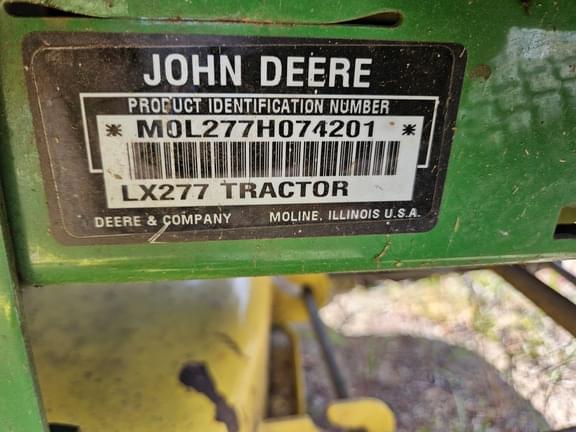 JOHN DEERE
PRODUCT IDENTIFICATION NUMBER
* M0L277H074201 *
LX277 TRACTOR
DEERE & COMPANY MOLINE, ILLINOIS U.S.A.